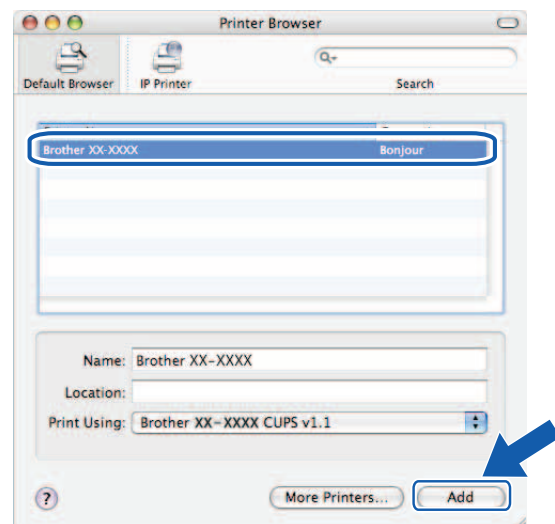 Printer Browser
Default Browser IP Printer Search
Brother XX-XXXX Bonjour
Name: Brother XX-XXXX
Location:
Print Using: Brother XX-XXXX CUPS v1.1
? More Printers... Add